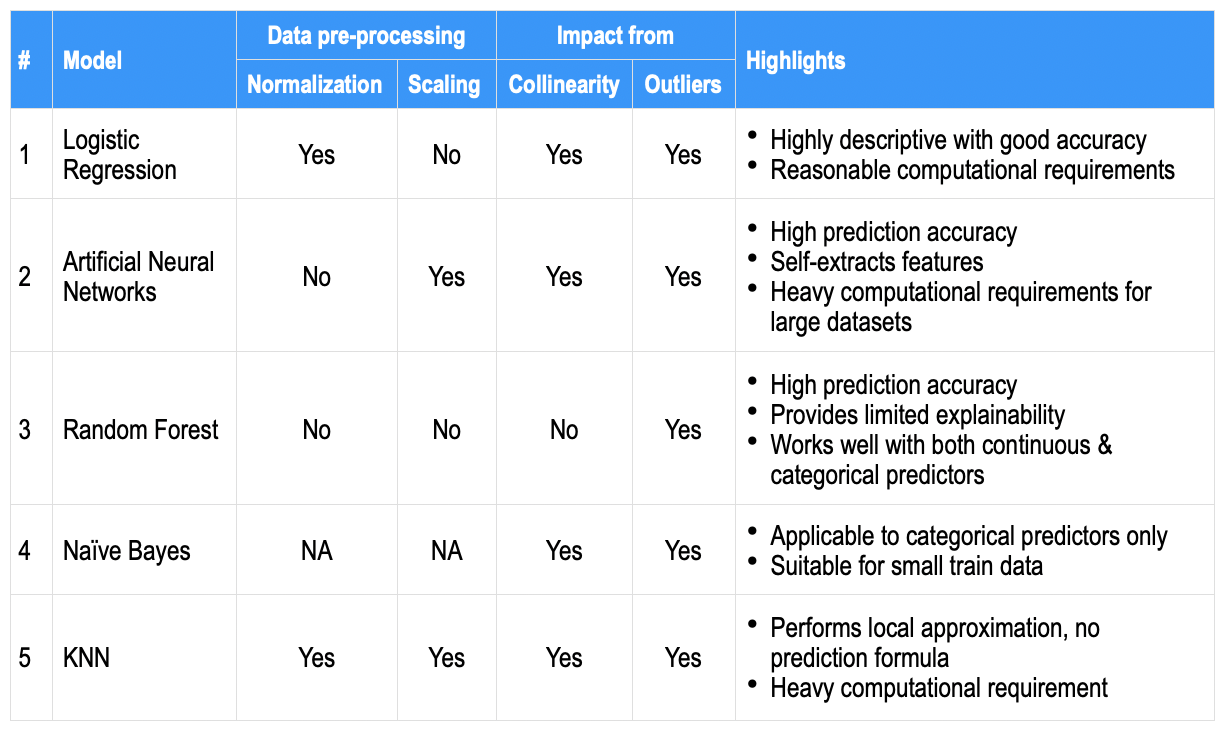 # Model Data pre-processing Impact from Highlights
Normalization Scaling Collinearity Outliers
1 Logistic Regression Yes No Yes Yes
• Highly descriptive with good accuracy
• Reasonable computational requirements
2 Artificial Neural Networks No Yes Yes Yes
• High prediction accuracy
• Self-extracts features
• Heavy computational requirements for
large datasets
3 Random Forest No No No Yes
• High prediction accuracy
• Provides limited explainability
• Works well with both continuous &
categorical predictors
4 Naïve Bayes NA NA Yes Yes
• Applicable to categorical predictors only
• Suitable for small train data
5 KNN Yes Yes Yes Yes
• Performs local approximation, no
prediction formula
• Heavy computational requirement